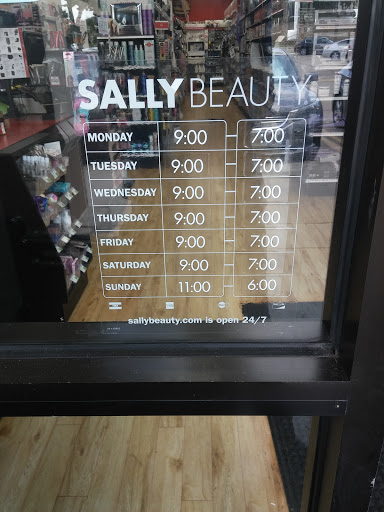 SALLY BEAUTY
MONDAY 9:00 – 7:00
TUESDAY 9:00 – 7:00
WEDNESDAY 9:00 – 7:00
THURSDAY 9:00 – 7:00
FRIDAY 9:00 – 7:00
SATURDAY 9:00 – 7:00
SUNDAY 11:00 – 6:00
sallybeauty.com is open 24/7